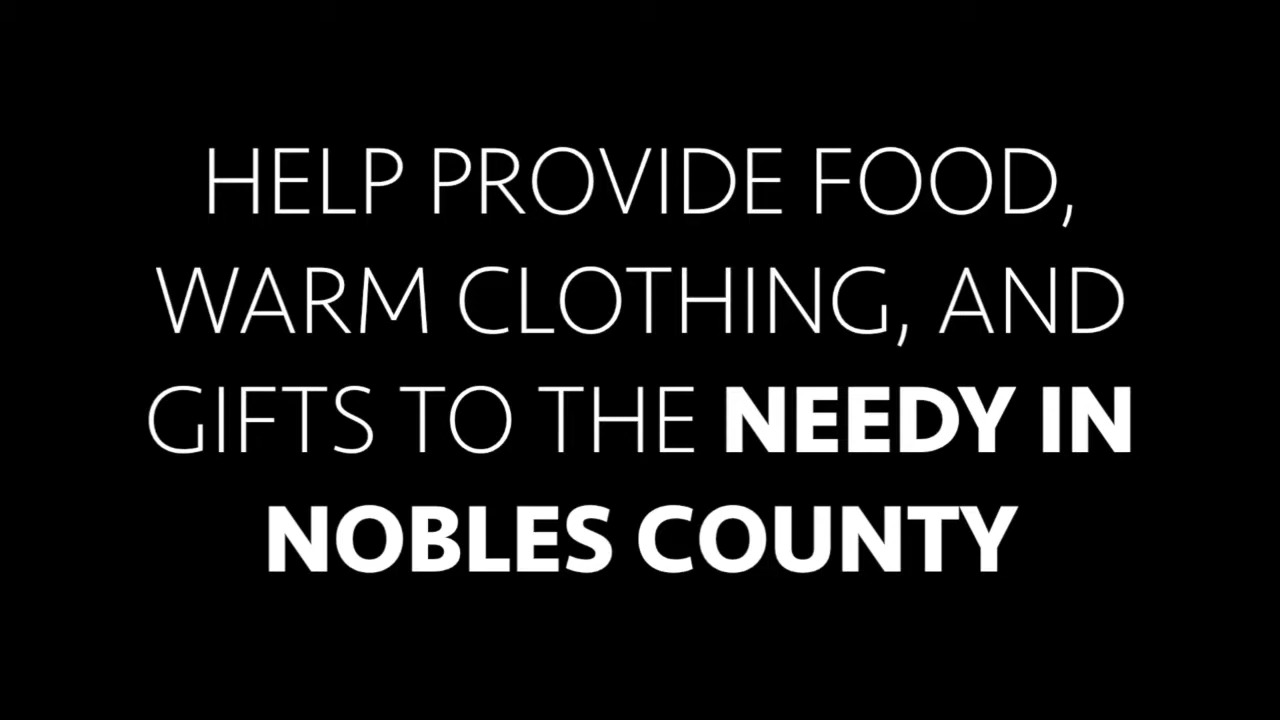 HELP PROVIDE FOOD,
WARM CLOTHING, AND
GIFTS TO THE NEEDY IN
NOBLES COUNTY